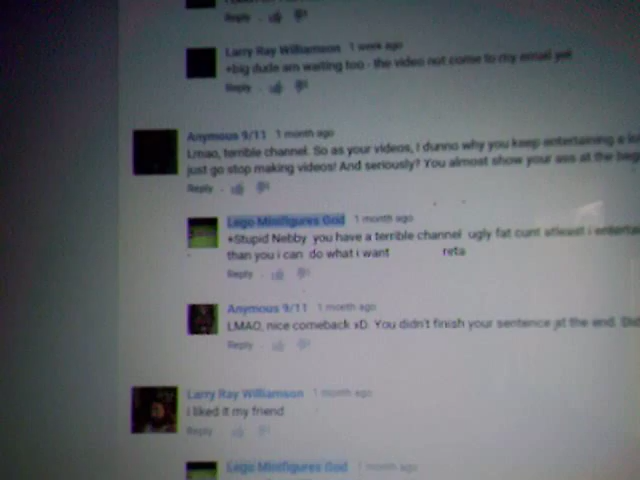 Reply
Larry Ray Williamson 1 week ago
+big dude am waiting too - the video not come to my email yet
Reply
Anymous 9/11 1 month ago
Lmao, terrible channel. So as your videos, I dunno why you keep entertaining a
just go stop making videos! And seriously? You almost show your ass at the
Reply
Lego Minifigures God 1 month ago
+Stupid Nebby you have a terrible channel ugly fat cunt atleast i
than you i can do what i want reta
Reply
Anymous 9/11 1 month ago
LMAO, nice comeback xD. You didn't finish your sentence at the end.
Reply
Larry Ray Williamson 1 month ago
i liked it my friend
Reply
Lego Minifigures God 1 month ago